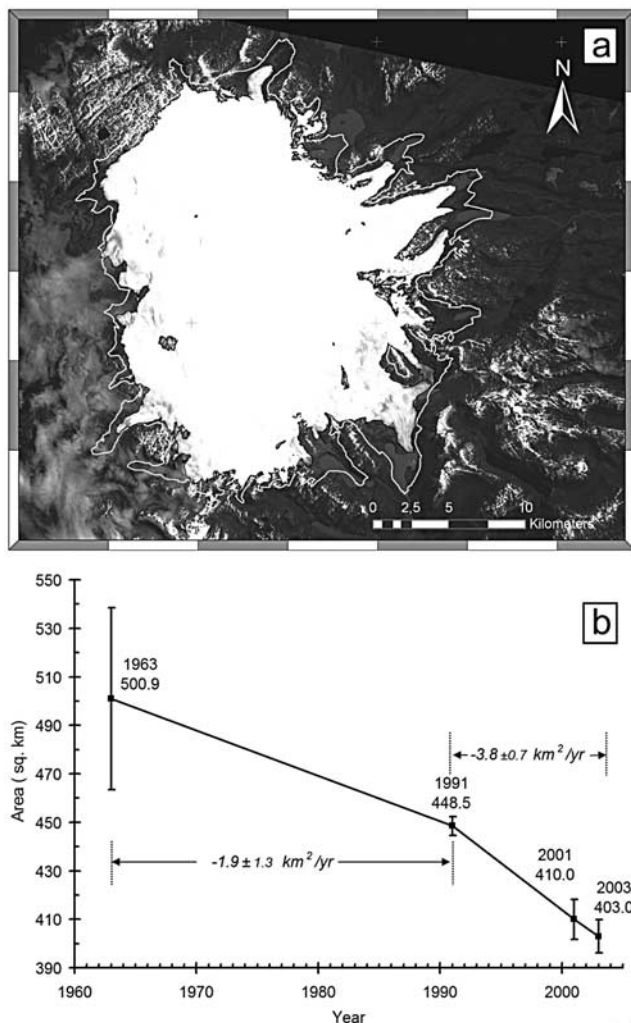 a
N
0 2,5 5 10
Kilometers
b
550
530
510
490
470
450
430
410
390
Area ( sq. km)
1963
500.9
-3.8 ±0.7 km²/yr
1991
448.5
-1.9 ± 1.3 km²/yr
2001
410.0
2003
403.0
1960 1970 1980 1990 2000
Year